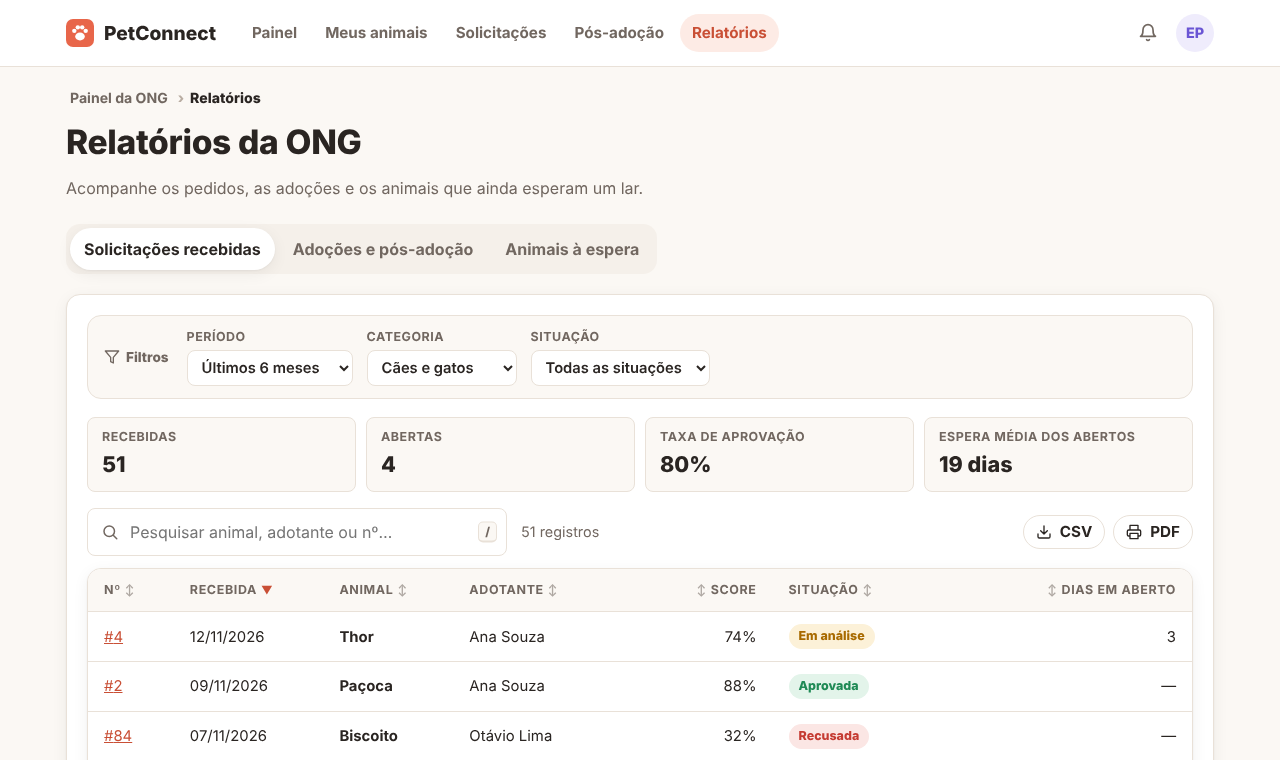 PetConnect Painel Meus animais Solicitações Pós-adoção Relatórios EP
Painel da ONG › Relatórios
Relatórios da ONG
Acompanhe os pedidos, as adoções e os animais que ainda esperam um lar.
Solicitações recebidas Adoções e pós-adoção Animais à espera
Filtros
PERÍODO CATEGORIA SITUAÇÃO
Últimos 6 meses Cães e gatos Todas as situações
RECEBIDAS ABERTAS TAXA DE APROVAÇÃO ESPERA MÉDIA DOS ABERTOS
51 4 80% 19 dias
Pesquisar animal, adotante ou nº... / 51 registros CSV PDF
Nº RECEBIDA ANIMAL ADOTANTE SCORE SITUAÇÃO DIAS EM ABERTO
#4 12/11/2026 Thor Ana Souza 74% Em análise 3
#2 09/11/2026 Paçoca Ana Souza 88% Aprovada —
#84 07/11/2026 Biscoito Otávio Lima 32% Recusada —